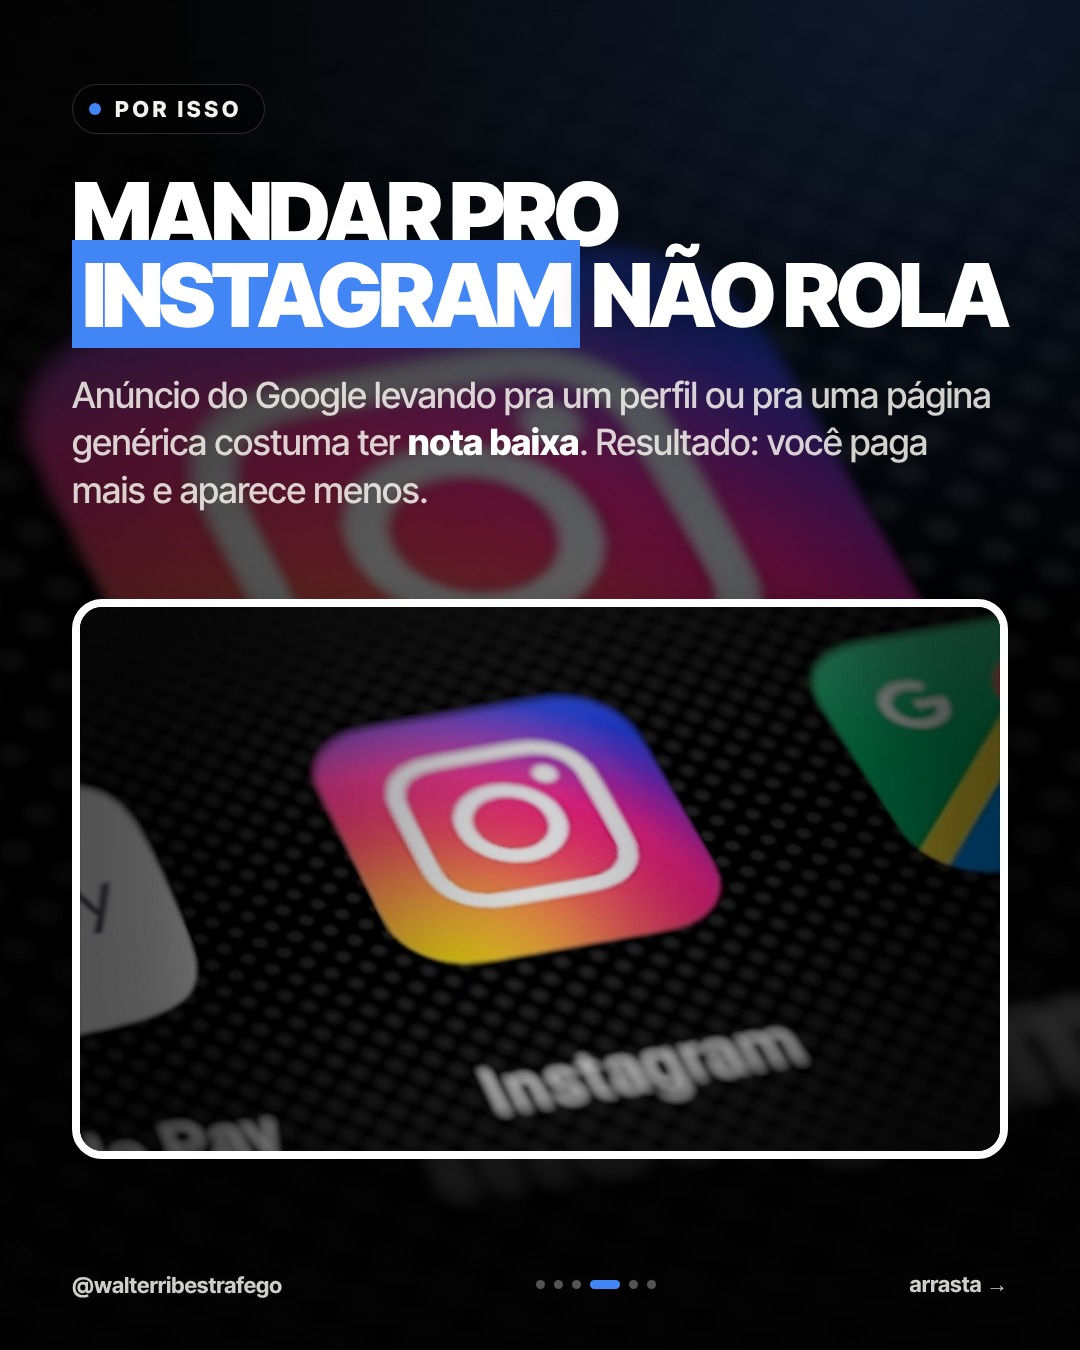 POR ISSO
MANDAR PRO
INSTAGRAM NÃO ROLA
Anúncio do Google levando pra um perfil ou pra uma página
genérica costuma ter nota baixa. Resultado: você paga
mais e aparece menos.
G
y
Instagram
Pay
@walterribestrafego
arrasta →